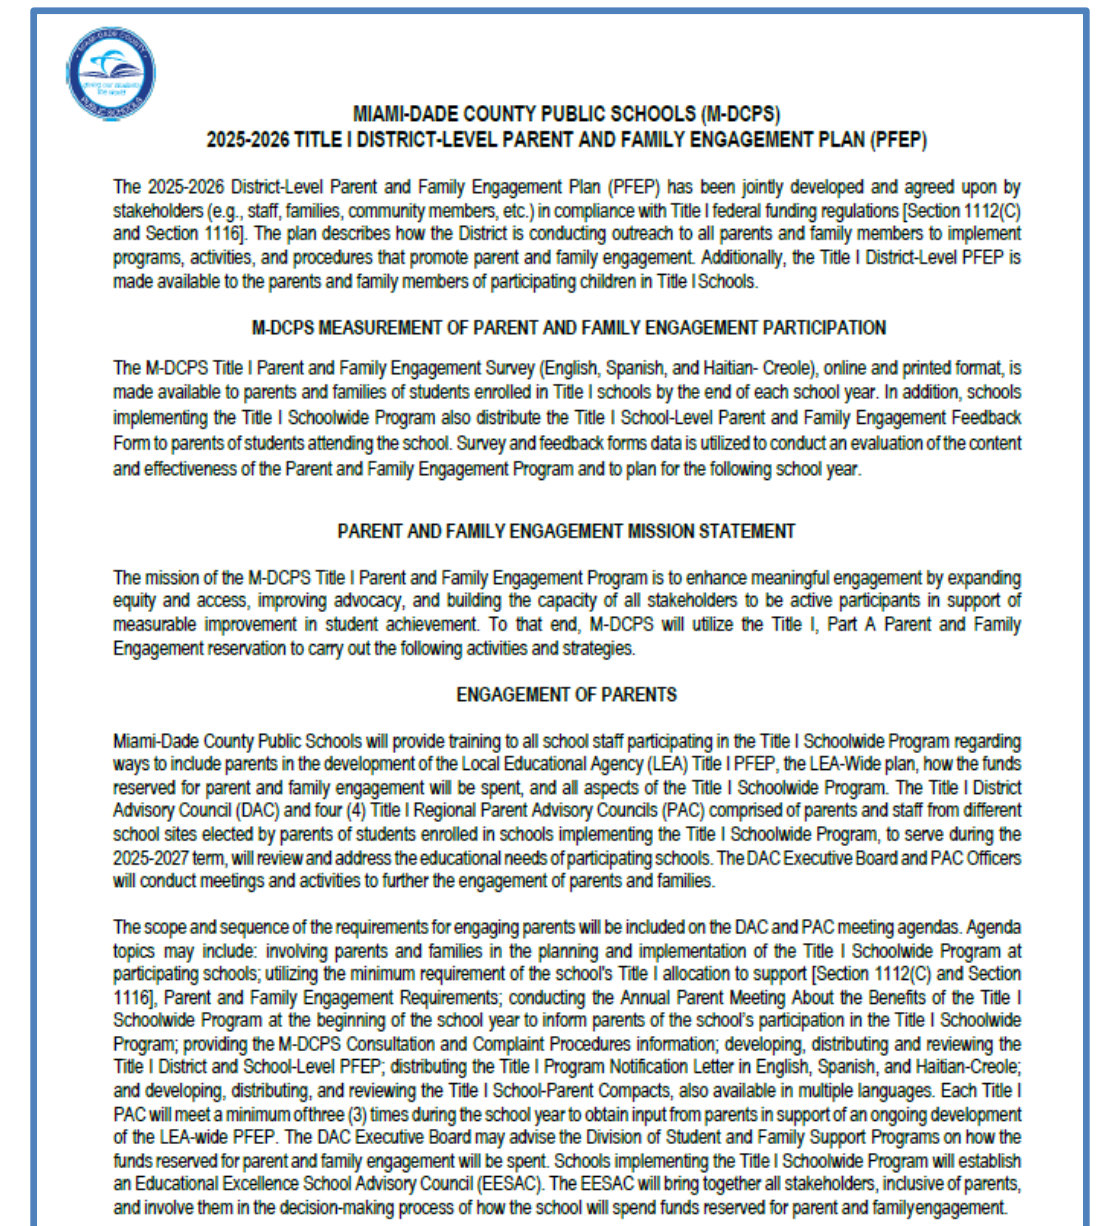 MIAMI-DADE COUNTY
giving our students
the world
PUBLIC SCHOOLS
MIAMI-DADE COUNTY PUBLIC SCHOOLS (M-DCPS)
2025-2026 TITLE I DISTRICT-LEVEL PARENT AND FAMILY ENGAGEMENT PLAN (PFEP)
The 2025-2026 District-Level Parent and Family Engagement Plan (PFEP) has been jointly developed and agreed upon by
stakeholders (e.g., staff, families, community members, etc.) in compliance with Title I federal funding regulations [Section 1112(C)
and Section 1116]. The plan describes how the District is conducting outreach to all parents and family members to implement
programs, activities, and procedures that promote parent and family engagement. Additionally, the Title I District-Level PFEP is
made available to the parents and family members of participating children in Title I Schools.
M-DCPS MEASUREMENT OF PARENT AND FAMILY ENGAGEMENT PARTICIPATION
The M-DCPS Title I Parent and Family Engagement Survey (English, Spanish, and Haitian- Creole), online and printed format, is
made available to parents and families of students enrolled in Title I schools by the end of each school year. In addition, schools
implementing the Title I Schoolwide Program also distribute the Title I School-Level Parent and Family Engagement Feedback
Form to parents of students attending the school. Survey and feedback forms data is utilized to conduct an evaluation of the content
and effectiveness of the Parent and Family Engagement Program and to plan for the following school year.
PARENT AND FAMILY ENGAGEMENT MISSION STATEMENT
The mission of the M-DCPS Title I Parent and Family Engagement Program is to enhance meaningful engagement by expanding
equity and access, improving advocacy, and building the capacity of all stakeholders to be active participants in support of
measurable improvement in student achievement. To that end, M-DCPS will utilize the Title I, Part A Parent and Family
Engagement reservation to carry out the following activities and strategies.
ENGAGEMENT OF PARENTS
Miami-Dade County Public Schools will provide training to all school staff participating in the Title I Schoolwide Program regarding
ways to include parents in the development of the Local Educational Agency (LEA) Title I PFEP, the LEA-Wide plan, how the funds
reserved for parent and family engagement will be spent, and all aspects of the Title I Schoolwide Program. The Title I District
Advisory Council (DAC) and four (4) Title I Regional Parent Advisory Councils (PAC) comprised of parents and staff from different
school sites elected by parents of students enrolled in schools implementing the Title I Schoolwide Program, to serve during the
2025-2027 term, will review and address the educational needs of participating schools. The DAC Executive Board and PAC Officers
will conduct meetings and activities to further the engagement of parents and families.
The scope and sequence of the requirements for engaging parents will be included on the DAC and PAC meeting agendas. Agenda
topics may include: involving parents and families in the planning and implementation of the Title I Schoolwide Program at
participating schools; utilizing the minimum requirement of the school's Title I allocation to support [Section 1112(C) and Section
1116], Parent and Family Engagement Requirements; conducting the Annual Parent Meeting About the Benefits of the Title I
Schoolwide Program at the beginning of the school year to inform parents of the school's participation in the Title I Schoolwide
Program; providing the M-DCPS Consultation and Complaint Procedures information; developing, distributing and reviewing the
Title I District and School-Level PFEP; distributing the Title I Program Notification Letter in English, Spanish, and Haitian-Creole;
and developing, distributing, and reviewing the Title I School-Parent Compacts, also available in multiple languages. Each Title I
PAC will meet a minimum of three (3) times during the school year to obtain input from parents in support of an ongoing development
of the LEA-wide PFEP. The DAC Executive Board may advise the Division of Student and Family Support Programs on how the
funds reserved for parent and family engagement will be spent. Schools implementing the Title I Schoolwide Program will establish
an Educational Excellence School Advisory Council (EESAC). The EESAC will bring together all stakeholders, inclusive of parents,
and involve them in the decision-making process of how the school will spend funds reserved for parent and family engagement.